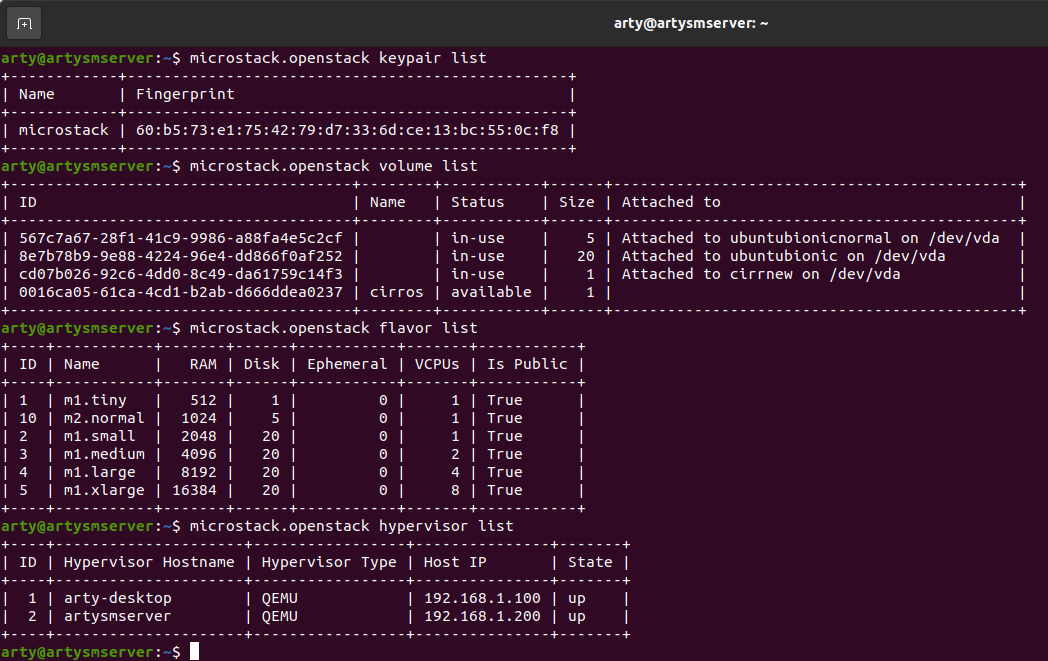 arty@artysmserver: ~
arty@artysmserver:~$ microstack.openstack keypair list
+------------+-------------------------------------------------+
| Name       | Fingerprint                                     |
+------------+-------------------------------------------------+
| microstack | 60:b5:73:e1:75:42:79:d7:33:6d:ce:13:bc:55:0c:f8 |
+------------+-------------------------------------------------+
arty@artysmserver:~$ microstack.openstack volume list
+--------------------------------------+--------+-----------+------+---------------------------------------------+
| ID                                   | Name   | Status    | Size | Attached to                                 |
+--------------------------------------+--------+-----------+------+---------------------------------------------+
| 567c7a67-28f1-41c9-9986-a88fa4e5c2cf |        | in-use    |    5 | Attached to ubuntubionicnormal on /dev/vda  |
| 8e7b78b9-9e88-4224-96e4-dd866f0af252 |        | in-use    |   20 | Attached to ubuntubionic on /dev/vda        |
| cd07b026-92c6-4dd0-8c49-da61759c14f3 |        | in-use    |    1 | Attached to cirrnew on /dev/vda             |
| 0016ca05-61ca-4cd1-b2ab-d666ddea0237 | cirros | available |    1 |                                             |
+--------------------------------------+--------+-----------+------+---------------------------------------------+
arty@artysmserver:~$ microstack.openstack flavor list
+----+-----------+-------+------+-----------+-------+-----------+
| ID | Name      |   RAM | Disk | Ephemeral | VCPUs | Is Public |
+----+-----------+-------+------+-----------+-------+-----------+
| 1  | m1.tiny   |   512 |    1 |         0 |     1 | True      |
| 10 | m2.normal |  1024 |    5 |         0 |     1 | True      |
| 2  | m1.small  |  2048 |   20 |         0 |     1 | True      |
| 3  | m1.medium |  4096 |   20 |         0 |     2 | True      |
| 4  | m1.large  |  8192 |   20 |         0 |     4 | True      |
| 5  | m1.xlarge | 16384 |   20 |         0 |     8 | True      |
+----+-----------+-------+------+-----------+-------+-----------+
arty@artysmserver:~$ microstack.openstack hypervisor list
+----+---------------------+-----------------+---------------+-------+
| ID | Hypervisor Hostname | Hypervisor Type | Host IP       | State |
+----+---------------------+-----------------+---------------+-------+
|  1 | arty-desktop        | QEMU            | 192.168.1.100 | up    |
|  2 | artysmserver        | QEMU            | 192.168.1.200 | up    |
+----+---------------------+-----------------+---------------+-------+
arty@artysmserver:~$